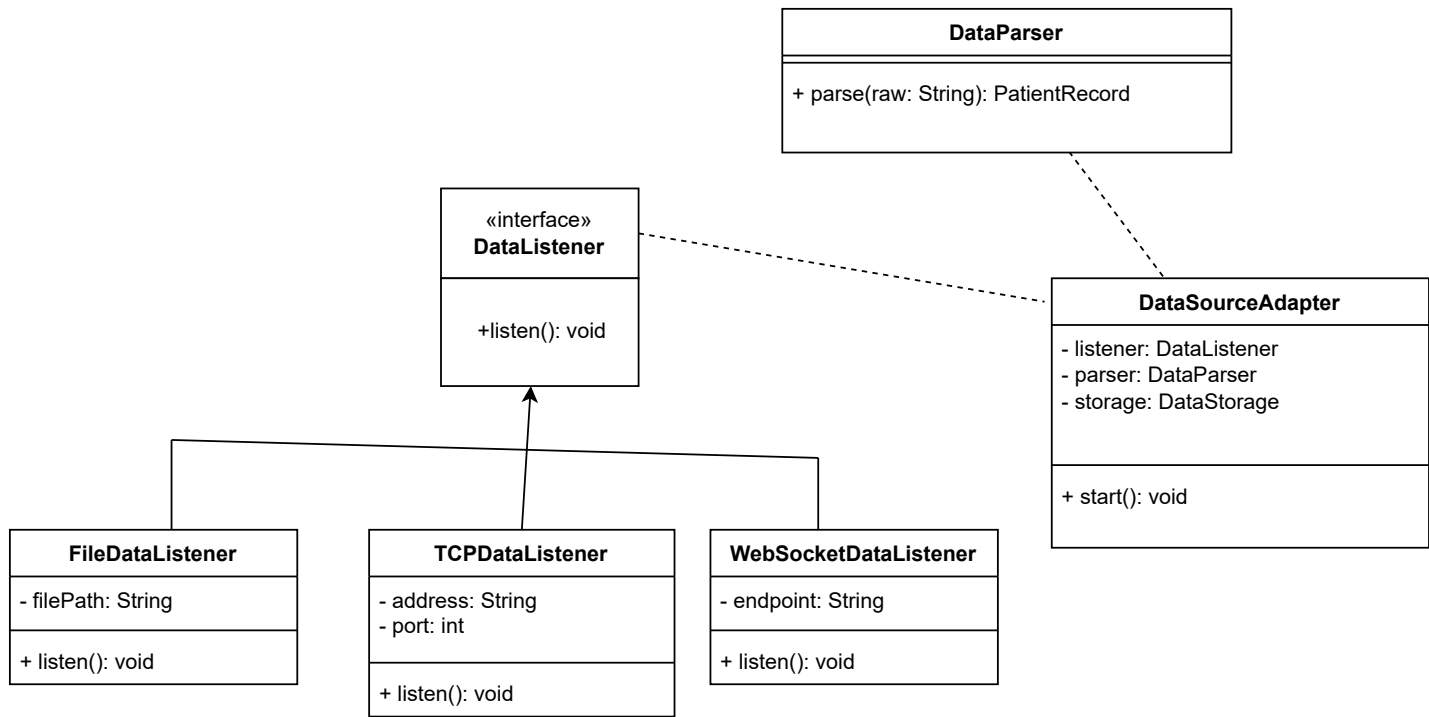 DataParser
+ parse(raw: String): PatientRecord
«interface»
DataListener
+listen(): void
DataSourceAdapter
- listener: DataListener
- parser: DataParser
- storage: DataStorage
+ start(): void
FileDataListener
- filePath: String
+ listen(): void
TCPDataListener
- address: String
- port: int
+ listen(): void
WebSocketDataListener
- endpoint: String
+ listen(): void